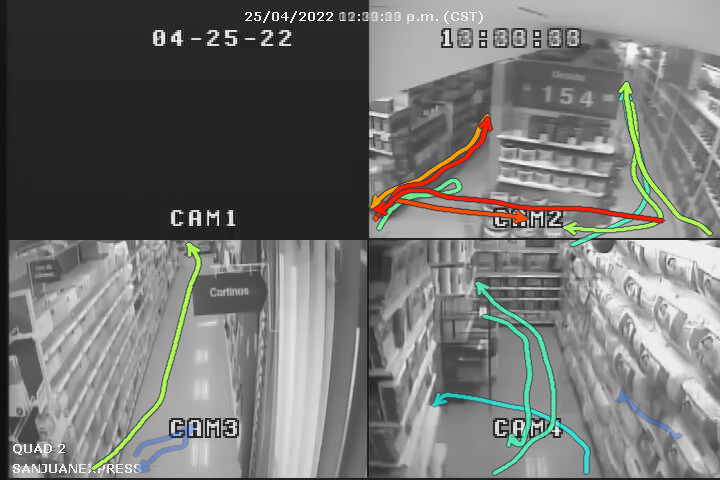 25/04/2022 p.m. (CST)
04-25-22
154
CAM1
CAM2
Cortinas
CAM3
CAM4
QUAD 2
SANJUANEXPRESS